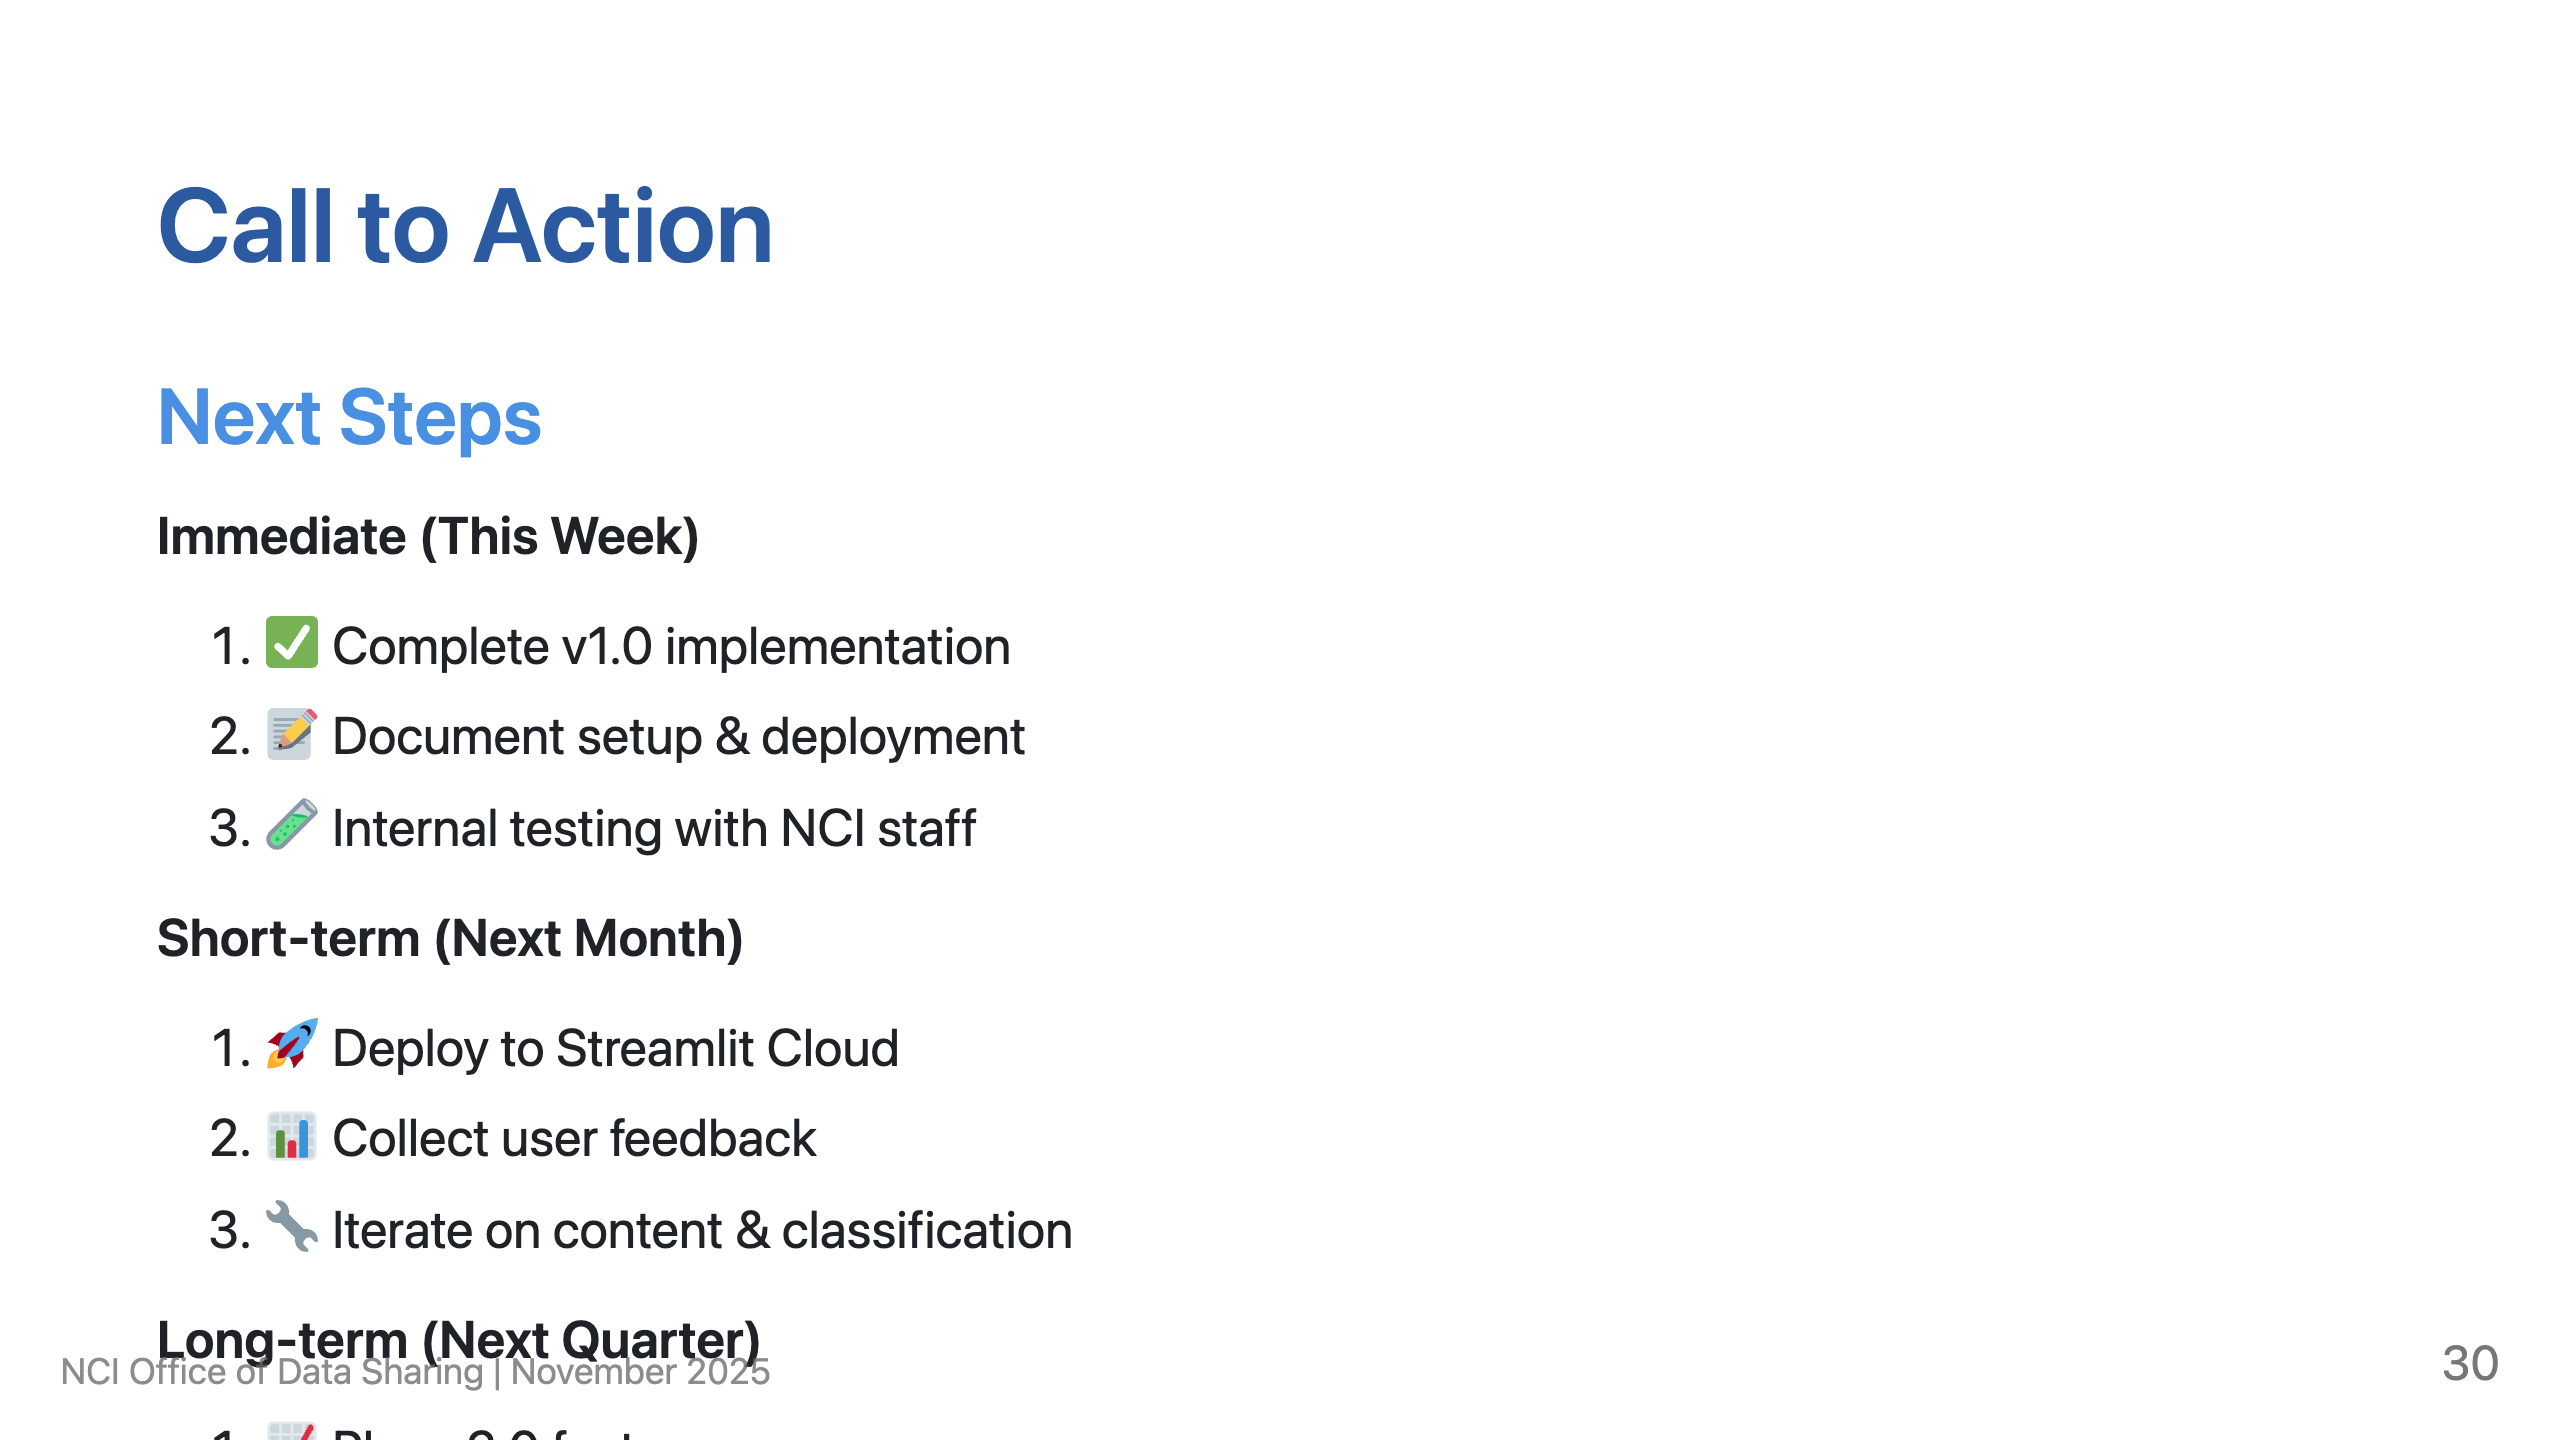 Call to Action
Next Steps
Immediate (This Week)
1. ✅ Complete v1.0 implementation
2. 📝 Document setup & deployment
3. 🧪 Internal testing with NCI staff
Short-term (Next Month)
1. 🚀 Deploy to Streamlit Cloud
2. 📊 Collect user feedback
3. 🔧 Iterate on content & classification
Long-term (Next Quarter)
NCI Office of Data Sharing | November 2025
30
1. 📈